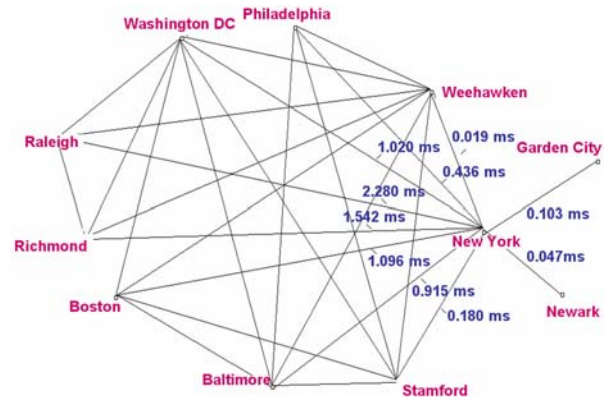 Philadelphia
Washington DC
Weehawken
0.019 ms
1.020 ms
Raleigh
Garden City
0.436 ms
2.280 ms
1.542 ms
0.103 ms
Richmond
New York
0.047ms
1.096 ms
0.915 ms
Boston
Newark
0.180 ms
Baltimore
Stamford